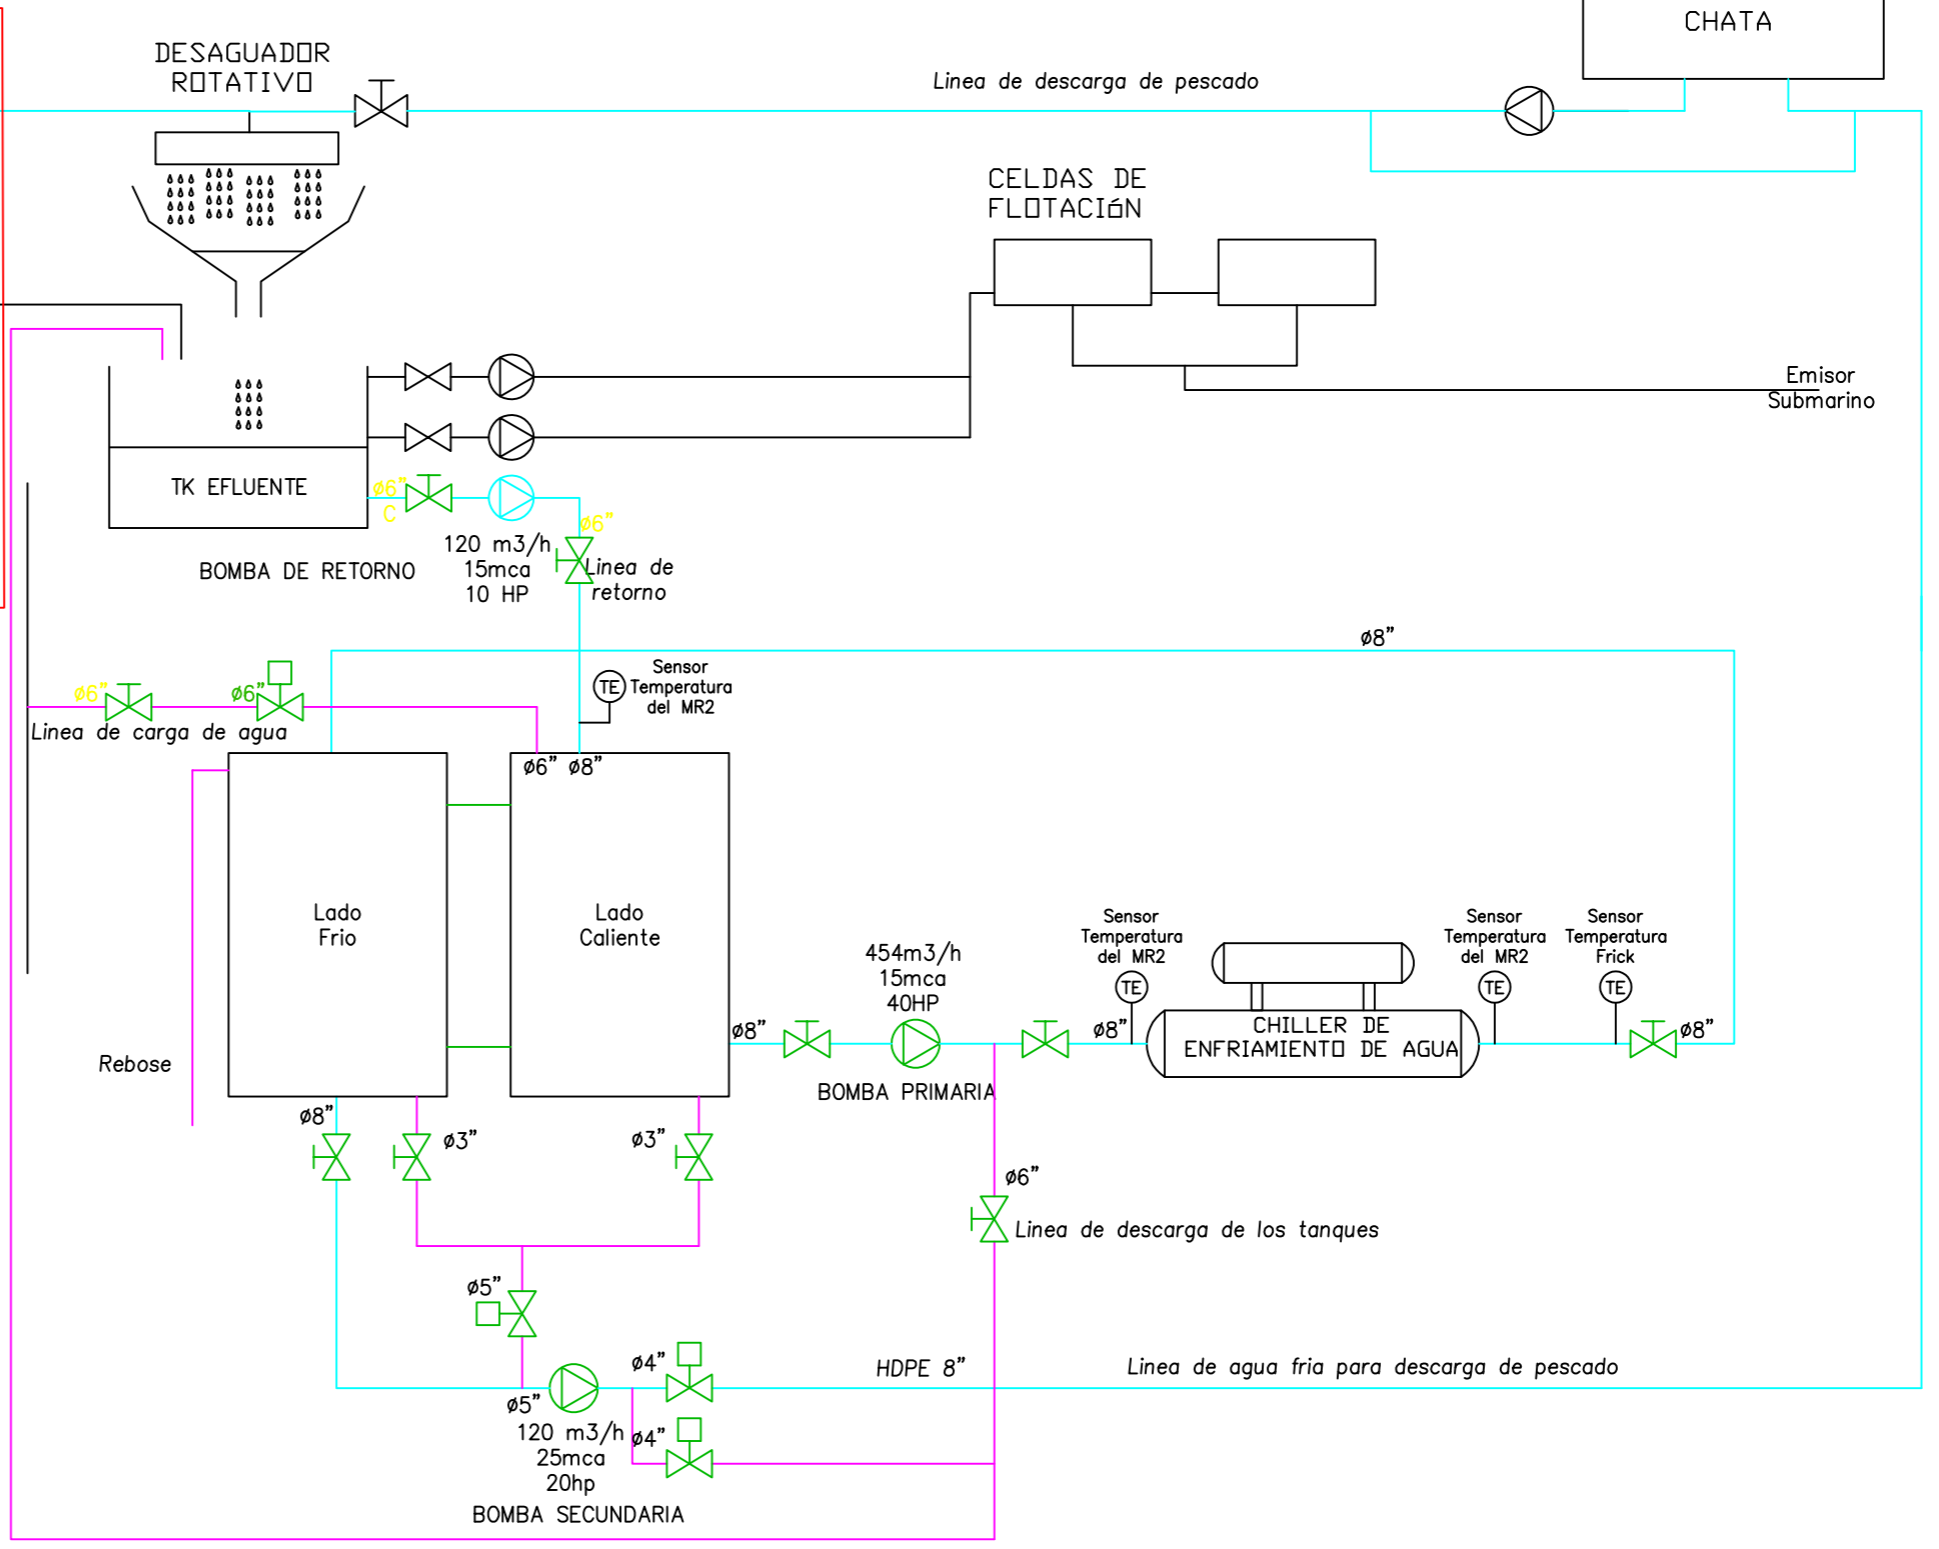 CHATA
DESAGUADOR
ROTATIVO
Linea de descarga de pescado
CELDAS DE
FLOTACIóN
Emisor
Submarino
TK EFLUENTE
ø6”
C
ø6”
120 m3/h
15mca
10 HP
BOMBA DE RETORNO
Linea de
retorno
ø8”
Sensor
Temperatura
del MR2
TE
ø6”
ø6”
Linea de carga de agua
ø6”
ø8”
Lado
Frio
Lado
Caliente
454m3/h
15mca
40HP
Sensor
Temperatura
del MR2
TE
Sensor
Temperatura
del MR2
TE
Sensor
Temperatura
Frick
TE
ø8”
ø8”
CHILLER DE
ENFRIAMIENTO DE AGUA
ø8”
BOMBA PRIMARIA
Rebose
ø8”
ø3”
ø3”
ø6”
Linea de descarga de los tanques
ø5”
ø4”
HDPE 8”
Linea de agua fria para descarga de pescado
ø5”
120 m3/h
25mca
20hp
ø4”
BOMBA SECUNDARIA